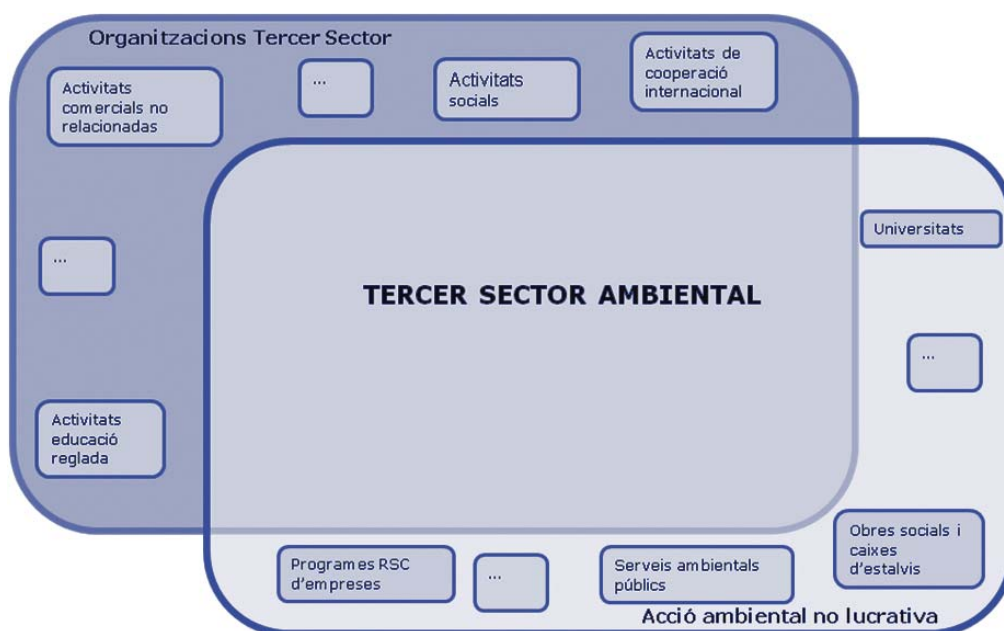 Organitzacions Tercer Sector
Activitats
comercials no
relacionadas
...
Activitats
socials
Activitats de
cooperació
internacional
Universitats
...
TERCER SECTOR AMBIENTAL
...
Activitats
educació
reglada
Programes RSC
d'empreses
...
Serveis ambientals
públics
Obres socials i
caixes
d'estalvis
Acció ambiental no lucrativa